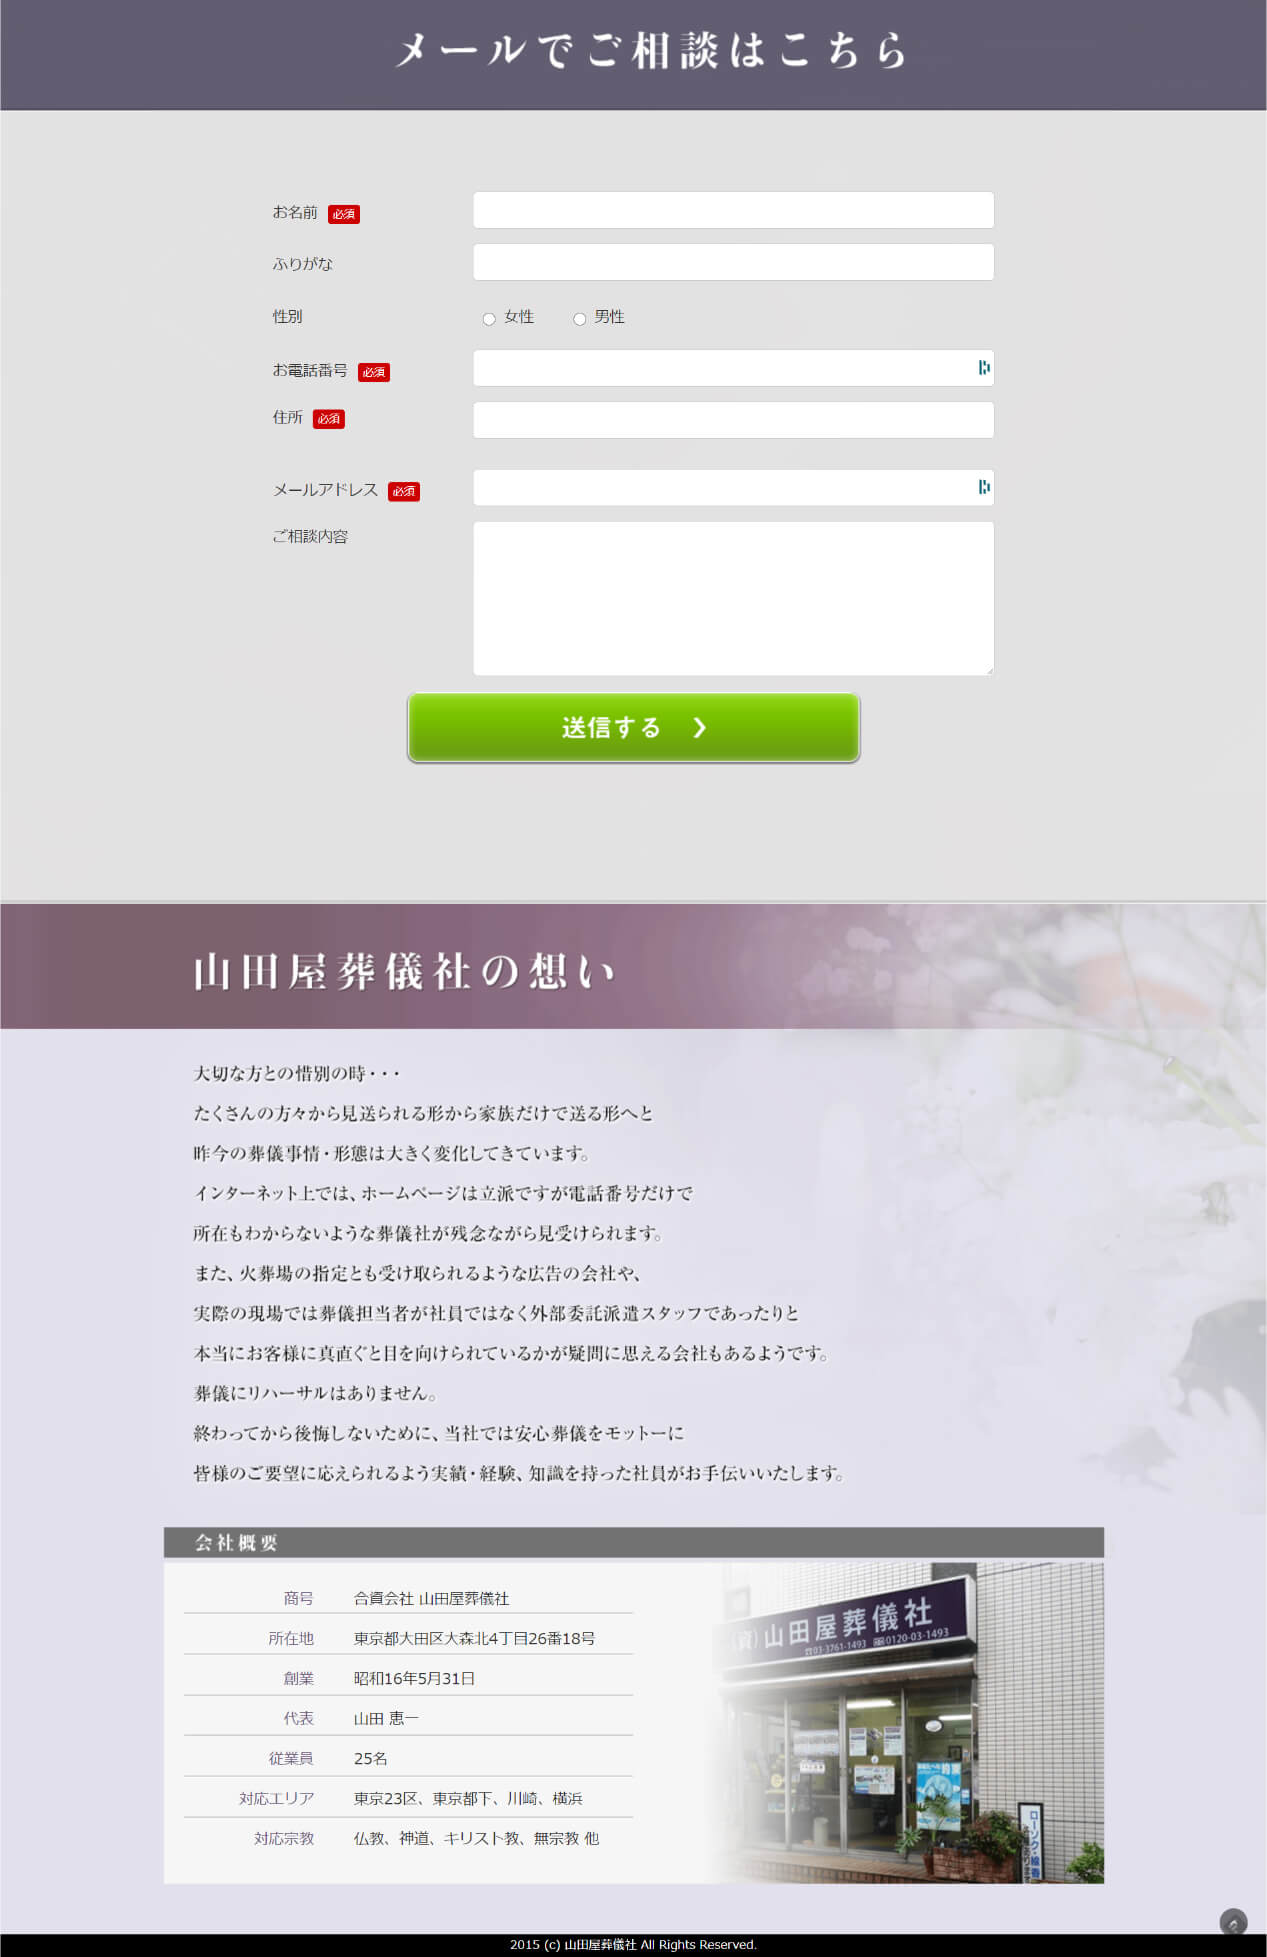 メールでご相談はこちら
お名前 必須
ふりがな
性別 女性 男性
お電話番号 必須
住所 必須
メールアドレス 必須
ご相談内容
送信する
山田屋葬儀社の想い
大切な方との惜別の時・・・
たくさんの方々から見送られる形から家族だけで送る形へと
昨今の葬儀事情・形態は大きく変化してきています。
インターネット上では、ホームページは立派ですが電話番号だけで
所在もわからないような葬儀社が残念ながら見受けられます。
また、火葬場の指定とも受け取られるような広告の会社や、
実際の現場では葬儀担当者が社員ではなく外部委託派遣スタッフであったりと
本当にお客様に真直ぐと目を向けられているかが疑問に思える会社もあるようです。
葬儀にリハーサルはありません。
終わってから後悔しないために、当社では安心葬儀をモットーに
皆様のご要望に応えられるよう実績・経験、知識を持った社員がお手伝いいたします。
会社概要
商号 合資会社 山田屋葬儀社
所在地 東京都大田区大森北4丁目26番18号
創業 昭和16年5月31日
代表 山田 恵一
従業員 25名
対応エリア 東京23区、東京都下、川崎、横浜
対応宗教 仏教、神道、キリスト教、無宗教 他
(資)山田屋葬儀社
03-3761-1493 0120-03-1493
ローソク・線香
2015 (c) 山田屋葬儀社 All Rights Reserved.